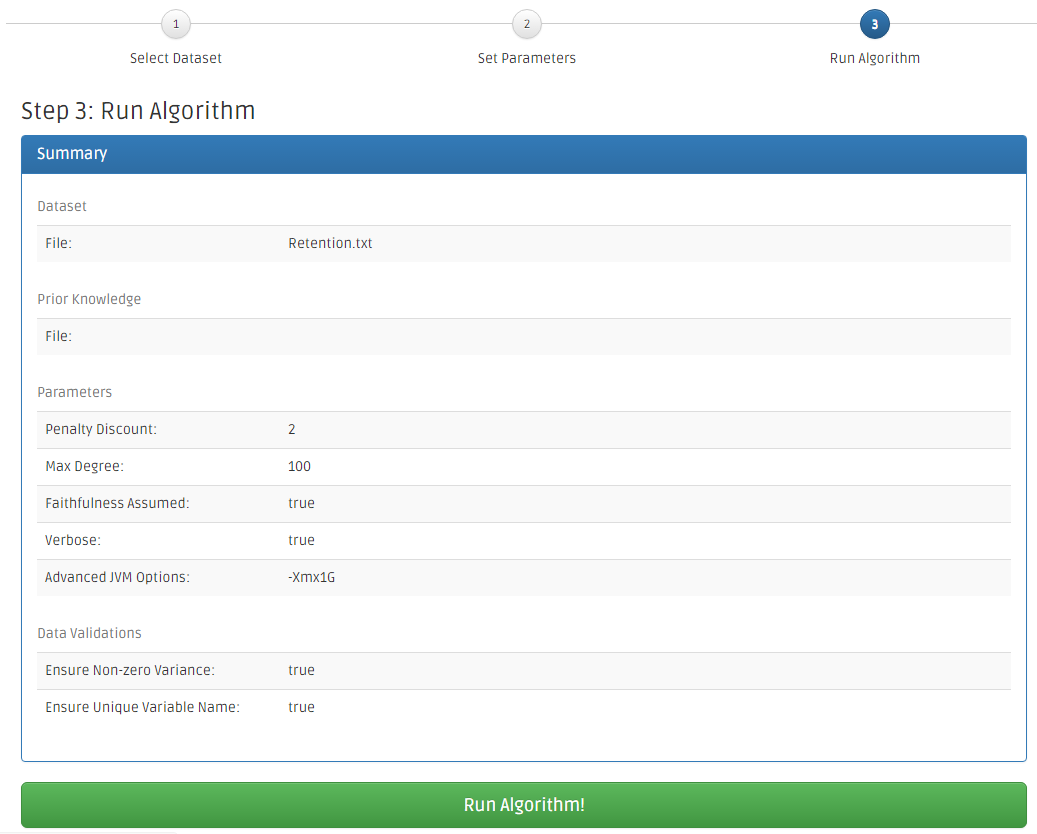 1
2
3
Select Dataset
Set Parameters
Run Algorithm
Step 3: Run Algorithm
Summary
Dataset
File: Retention.txt
Prior Knowledge
File:
Parameters
Penalty Discount: 2
Max Degree: 100
Faithfulness Assumed: true
Verbose: true
Advanced JVM Options: -Xmx1G
Data Validations
Ensure Non-zero Variance: true
Ensure Unique Variable Name: true
Run Algorithm!